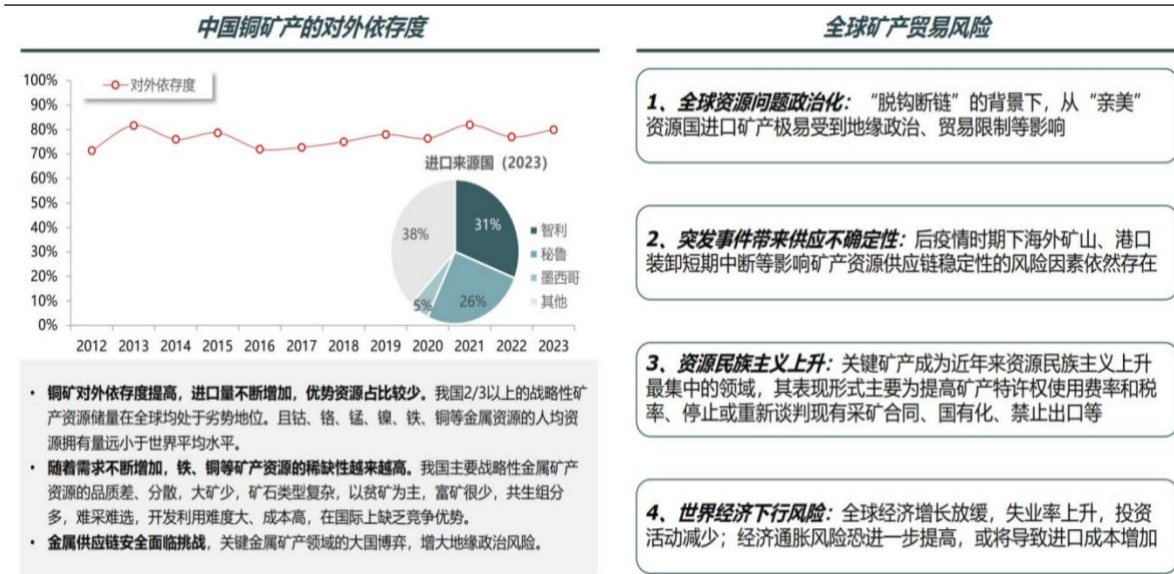 中国铜矿产的对外依存度
100%
90%
80%
70%
60%
50%
40%
30%
20%
10%
0%
对外依存度
2012 2013 2014 2015 2016 2017 2018 2019 2020 2021 2022 2023
进口来源国（2023）
31%
26%
5%
38%
智利
秘鲁
墨西哥
其他
• 铜矿对外依存度提高，进口量不断增加，优势资源占比较少。我国2/3以上的战略性矿
产资源储量在全球均处于劣势地位。且钴、铬、锰、镍、铁、铜等金属资源的人均资
源拥有量远小于世界平均水平。
• 随着需求不断增加，铁、铜等矿产资源的稀缺性越来越高。我国主要战略性金属矿产
资源的品质差、分散，大矿少，矿石类型复杂，以贫矿为主，富矿很少，共生组分
多，难采难选，开发利用难度大、成本高，在国际上缺乏竞争优势。
• 金属供应链安全面临挑战，关键金属矿产领域的大国博弈，增大地缘政治风险。
全球矿产贸易风险
1、全球资源问题政治化：“脱钩断链”的背景下，从“亲美”
资源国进口矿产极易受到地缘政治、贸易限制等影响
2、突发事件带来供应不确定性：后疫情时期下海外矿山、港口
装卸短期中断等影响矿产资源供应链稳定性的风险因素依然存在
3、资源民族主义上升：关键矿产成为近年来资源民族主义上升
最集中的领域，其表现形式主要为提高矿产特许权使用费率和税
率、停止或重新谈判现有采矿合同、国有化、禁止出口等
4、世界经济下行风险：全球经济增长放缓，失业率上升，投资
活动减少；经济通胀风险恐进一步提高，或将导致进口成本增加